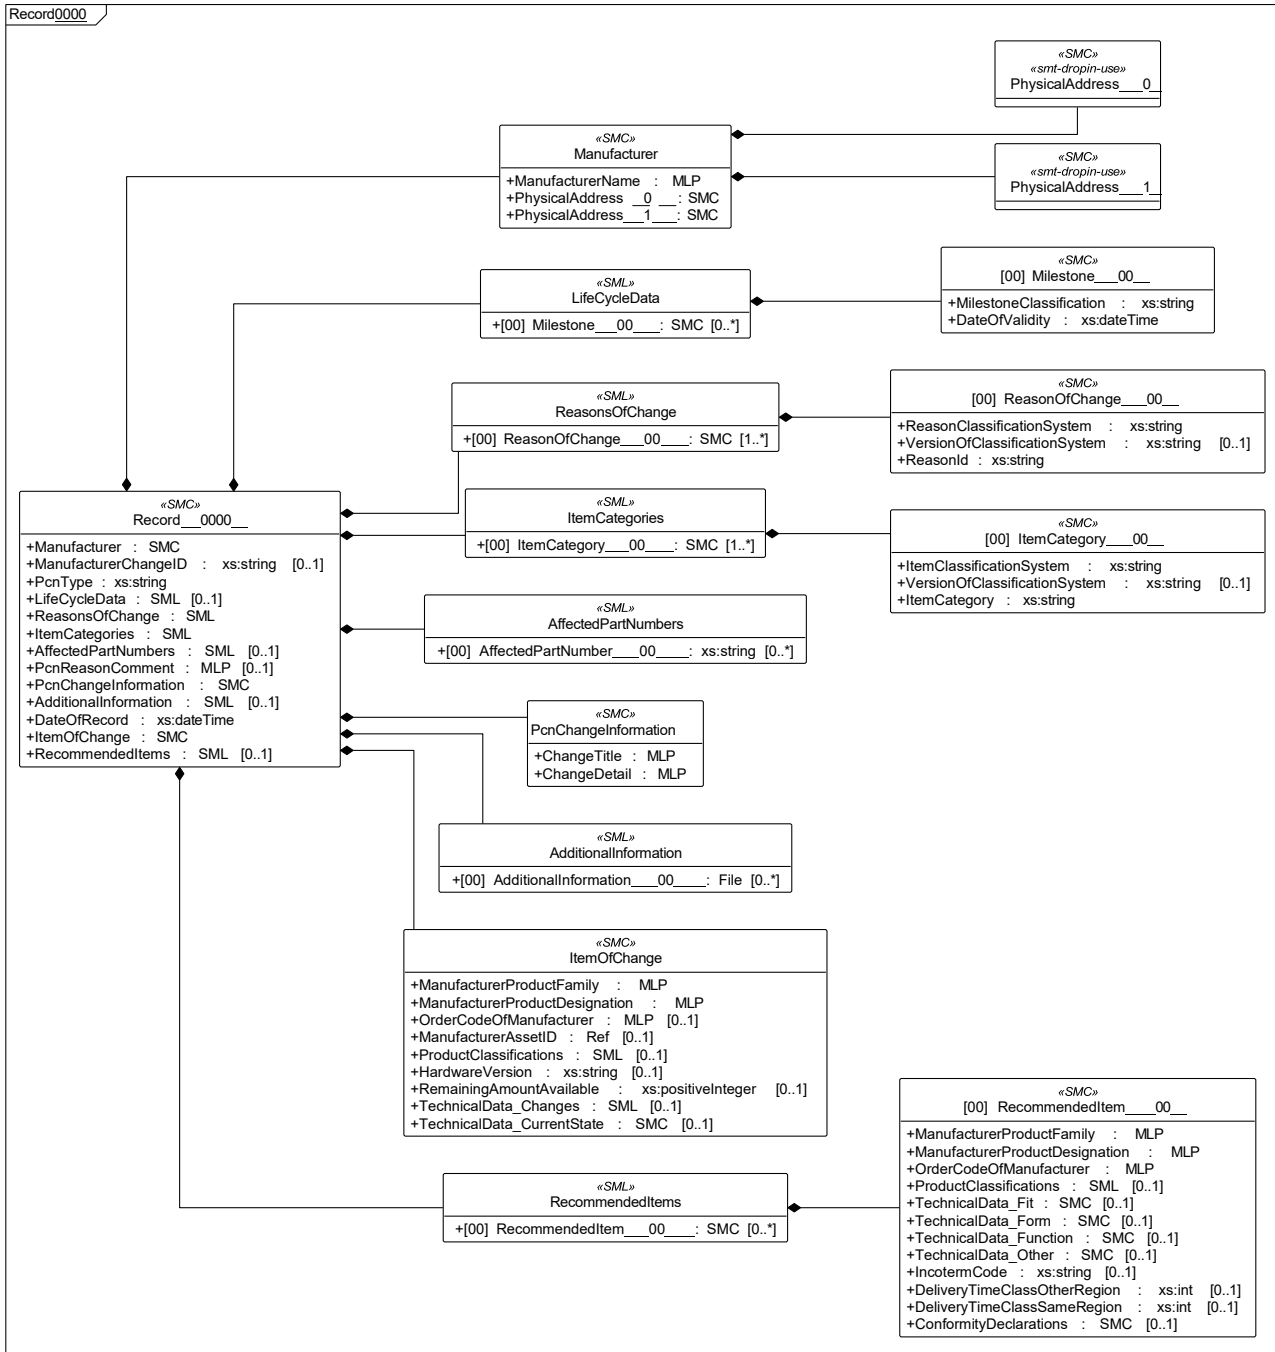 Record0000
«SMC»
«smt-dropin-use»
PhysicalAddress___0__
«SMC»
Manufacturer
+ManufacturerName : MLP
+PhysicalAddress __0 __: SMC
+PhysicalAddress___1___: SMC
«SMC»
«smt-dropin-use»
PhysicalAddress___1_
«SML»
LifeCycleData
+[00] Milestone___00____: SMC [0..*]
«SMC»
[00] Milestone___00__
+MilestoneClassification : xs:string
+DateOfValidity : xs:dateTime
«SML»
ReasonsOfChange
+[00] ReasonOfChange___00____: SMC [1..*]
«SMC»
[00] ReasonOfChange___00__
+ReasonClassificationSystem : xs:string
+VersionOfClassificationSystem : xs:string [0..1]
+ReasonId : xs:string
«SMC»
Record___0000__
+Manufacturer : SMC
+ManufacturerChangeID : xs:string [0..1]
+PcnType : xs:string
+LifeCycleData : SML [0..1]
+ReasonsOfChange : SML
+ItemCategories : SML
+AffectedPartNumbers : SML [0..1]
+PcnReasonComment : MLP [0..1]
+PcnChangeInformation : SMC
+AdditionalInformation : SML [0..1]
+DateOfRecord : xs:dateTime
+ItemOfChange : SMC
+RecommendedItems : SML [0..1]
«SML»
ItemCategories
+[00] ItemCategory___00____: SMC [1..*]
«SMC»
[00] ItemCategory___00__
+ItemClassificationSystem : xs:string
+VersionOfClassificationSystem : xs:string [0..1]
+ItemCategory : xs:string
«SML»
AffectedPartNumbers
+[00] AffectedPartNumber___00____: xs:string [0..*]
«SMC»
PcnChangeInformation
+ChangeTitle : MLP
+ChangeDetail : MLP
«SML»
AdditionalInformation
+[00] AdditionalInformation___00____: File [0..*]
«SMC»
ItemOfChange
+ManufacturerProductFamily : MLP
+ManufacturerProductDesignation : MLP
+OrderCodeOfManufacturer : MLP [0..1]
+ManufacturerAssetID : Ref [0..1]
+ProductClassifications : SML [0..1]
+HardwareVersion : xs:string [0..1]
+RemainingAmountAvailable : xs:positiveInteger [0..1]
+TechnicalData_Changes : SML [0..1]
+TechnicalData_CurrentState : SMC [0..1]
«SML»
RecommendedItems
+[00] RecommendedItem___00____: SMC [0..*]
«SMC»
[00] RecommendedItem____00__
+ManufacturerProductFamily : MLP
+ManufacturerProductDesignation : MLP
+OrderCodeOfManufacturer : MLP
+ProductClassifications : SML [0..1]
+TechnicalData_Fit : SMC [0..1]
+TechnicalData_Form : SMC [0..1]
+TechnicalData_Function : SMC [0..1]
+TechnicalData_Other : SMC [0..1]
+IncotermCode : xs:string [0..1]
+DeliveryTimeClassOtherRegion : xs:int [0..1]
+DeliveryTimeClassSameRegion : xs:int [0..1]
+ConformityDeclarations : SMC [0..1]